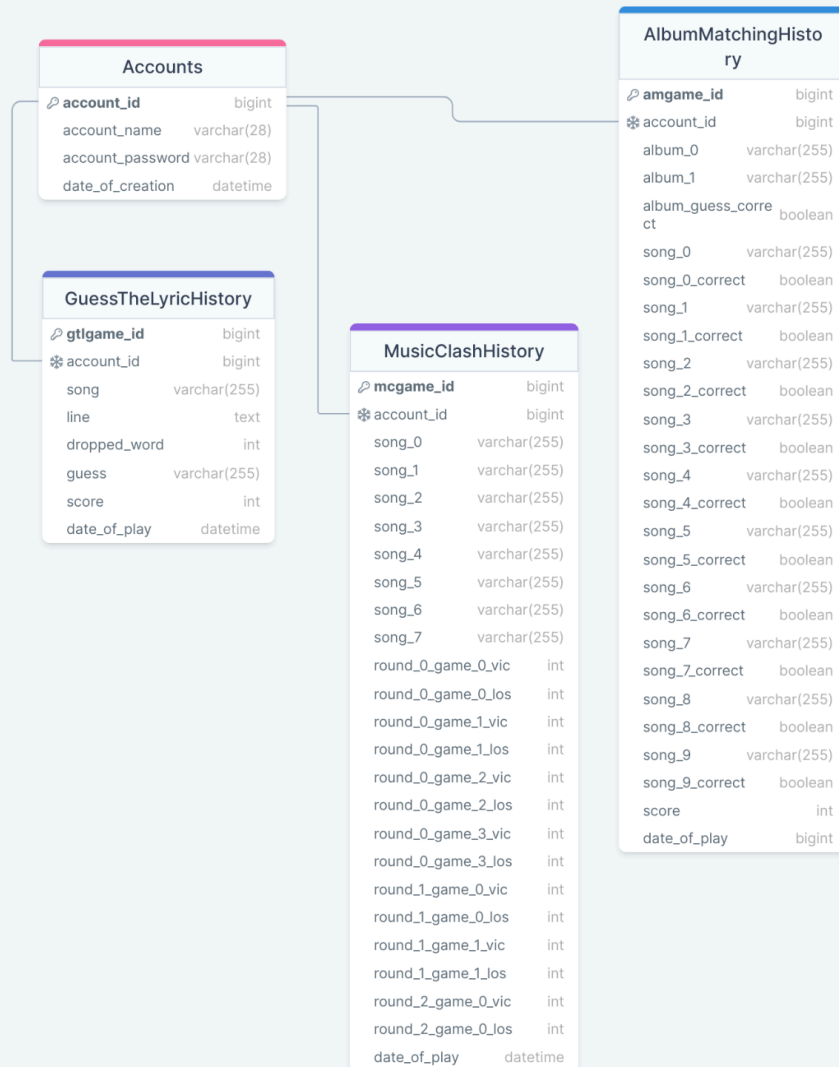 Accounts
account_id bigint
account_name varchar(28)
account_password varchar(28)
date_of_creation datetime
GuessTheLyricHistory
gtlgame_id bigint
account_id bigint
song varchar(255)
line text
dropped_word int
guess varchar(255)
score int
date_of_play datetime
MusicClashHistory
mcgame_id bigint
account_id bigint
song_0 varchar(255)
song_1 varchar(255)
song_2 varchar(255)
song_3 varchar(255)
song_4 varchar(255)
song_5 varchar(255)
song_6 varchar(255)
song_7 varchar(255)
round_0_game_0_vic int
round_0_game_0_los int
round_0_game_1_vic int
round_0_game_1_los int
round_0_game_2_vic int
round_0_game_2_los int
round_0_game_3_vic int
round_0_game_3_los int
round_1_game_0_vic int
round_1_game_0_los int
round_1_game_1_vic int
round_1_game_1_los int
round_2_game_0_vic int
round_2_game_0_los int
date_of_play datetime
AlbumMatchingHisto
ry
amgame_id bigint
account_id bigint
album_0 varchar(255)
album_1 varchar(255)
album_guess_corre boolean
ct
song_0 varchar(255)
song_0_correct boolean
song_1 varchar(255)
song_1_correct boolean
song_2 varchar(255)
song_2_correct boolean
song_3 varchar(255)
song_3_correct boolean
song_4 varchar(255)
song_4_correct boolean
song_5 varchar(255)
song_5_correct boolean
song_6 varchar(255)
song_6_correct boolean
song_7 varchar(255)
song_7_correct boolean
song_8 varchar(255)
song_8_correct boolean
song_9 varchar(255)
song_9_correct boolean
score int
date_of_play bigint